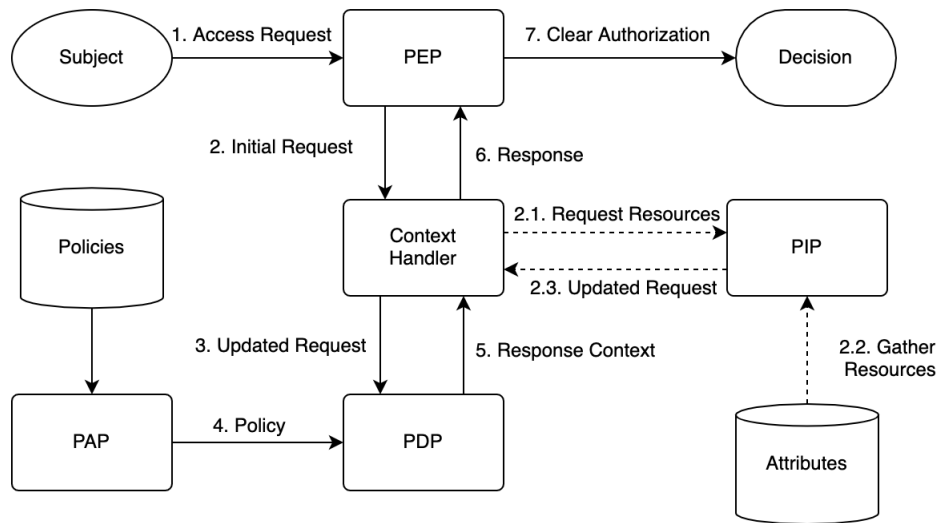 1. Access Request
7. Clear Authorization
Subject
PEP
Decision
2. Initial Request
6. Response
Policies
Context
Handler
2.1. Request Resources
PIP
2.3. Updated Request
3. Updated Request
5. Response Context
2.2. Gather
Resources
PAP
4. Policy
PDP
Attributes